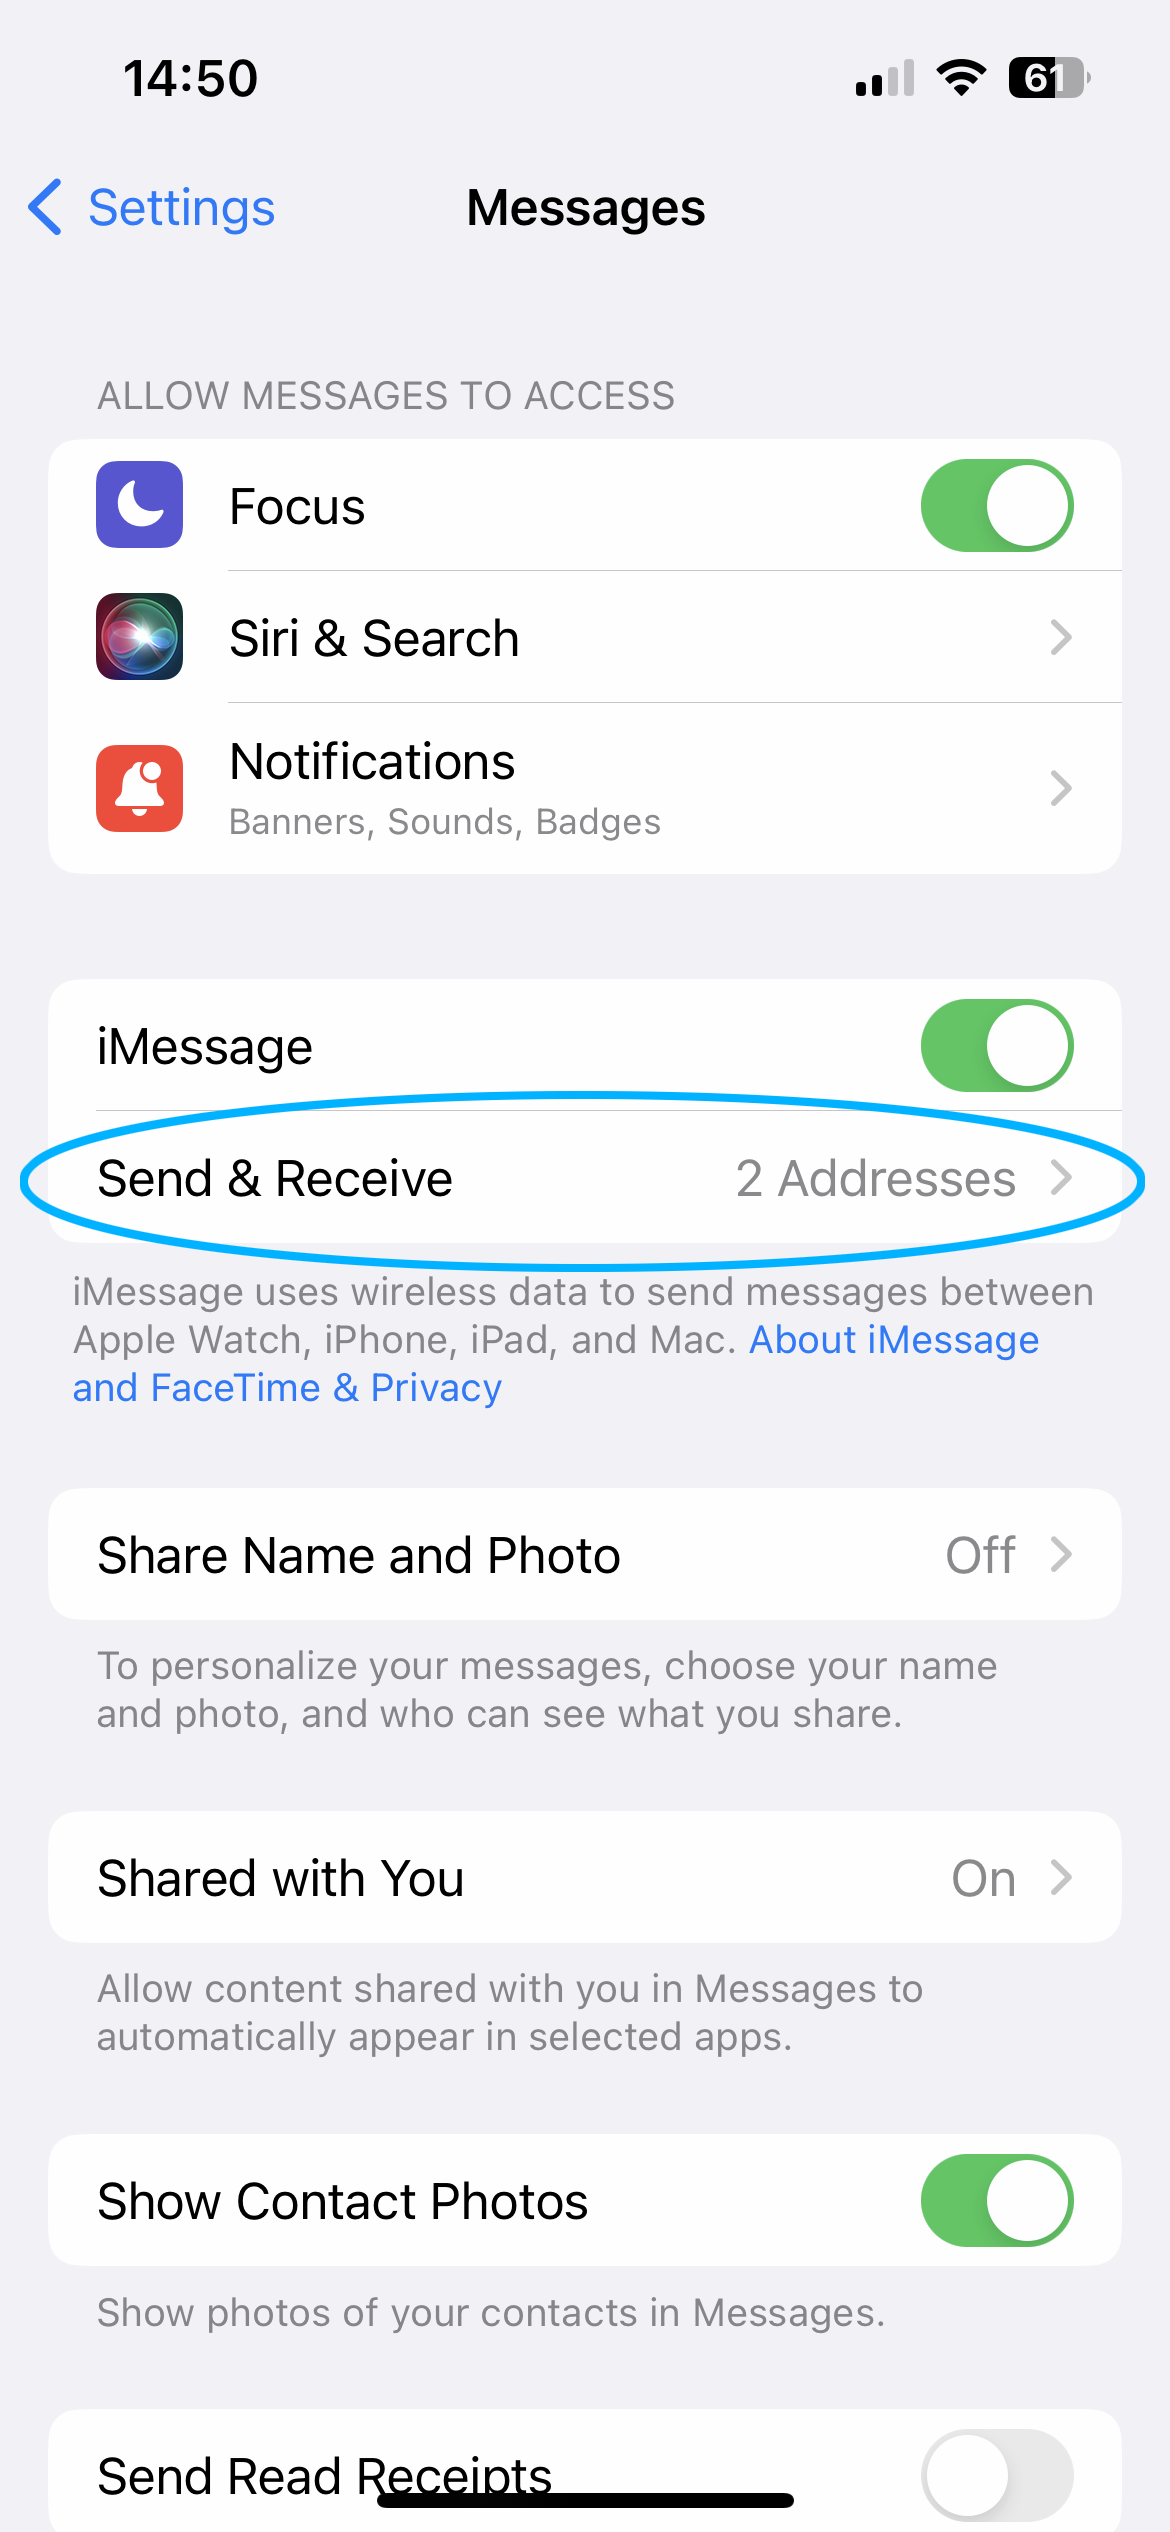 14:50
61
Settings
Messages
ALLOW MESSAGES TO ACCESS
Focus
Siri & Search
Notifications
Banners, Sounds, Badges
iMessage
Send & Receive 2 Addresses
iMessage uses wireless data to send messages between
Apple Watch, iPhone, iPad, and Mac. About iMessage
and FaceTime & Privacy
Share Name and Photo Off
To personalize your messages, choose your name
and photo, and who can see what you share.
Shared with You On
Allow content shared with you in Messages to
automatically appear in selected apps.
Show Contact Photos
Show photos of your contacts in Messages.
Send Read Receipts